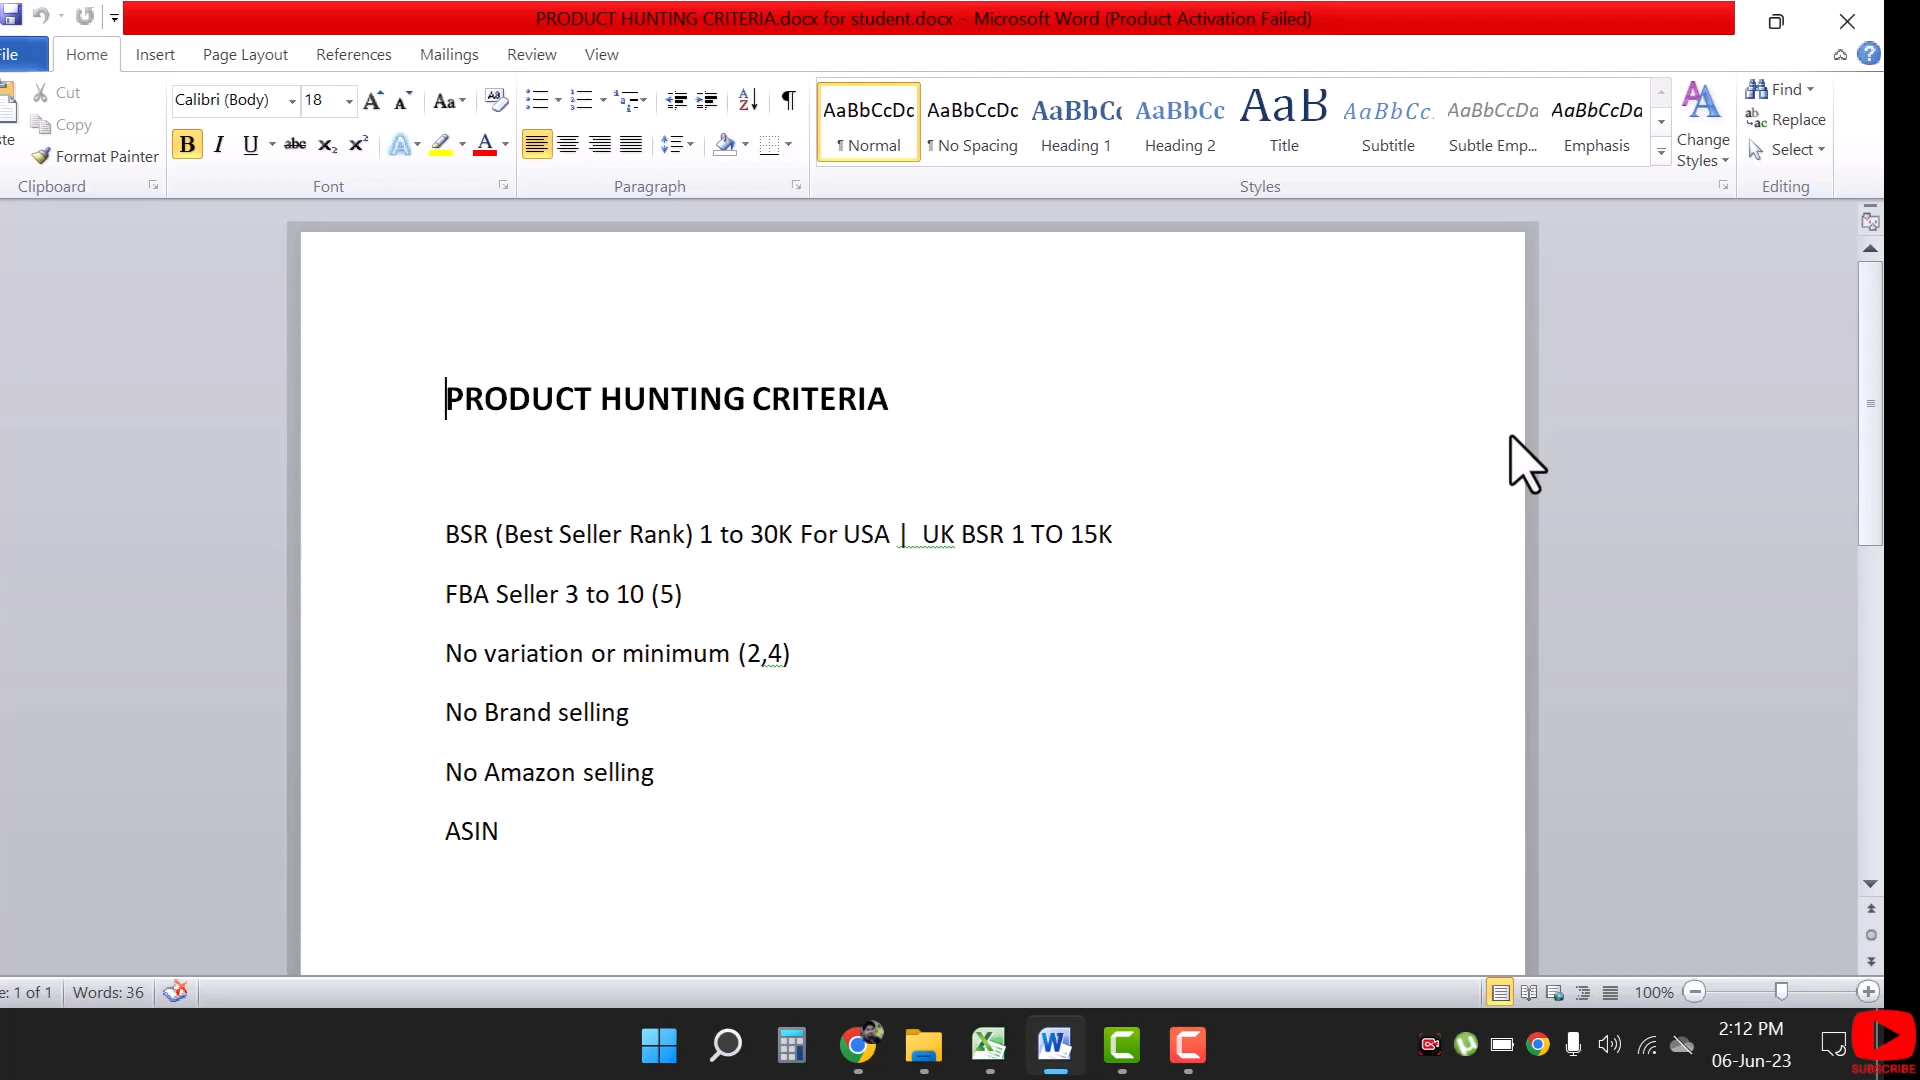 PRODUCT HUNTING CRITERIA.docx for student.docx - Microsoft Word (Product Activation Failed)
File Home Insert Page Layout References Mailings Review View
Cut
Copy
Format Painter
Clipboard
Calibri (Body) 18
Font
Paragraph
AaBbCcDc AaBbCcDc AaBbCc AaBbCc AaB AaBbCc. AaBbCcDa AaBbCcDa
¶ Normal ¶ No Spacing Heading 1 Heading 2 Title Subtitle Subtle Emp... Emphasis
Styles
Change Styles
Find
Replace
Select
Editing
PRODUCT HUNTING CRITERIA
BSR (Best Seller Rank) 1 to 30K For USA | UK BSR 1 TO 15K
FBA Seller 3 to 10 (5)
No variation or minimum (2,4)
No Brand selling
No Amazon selling
ASIN
e: 1 of 1 Words: 36 100%
2:12 PM
06-Jun-23
SUBSCRIBE